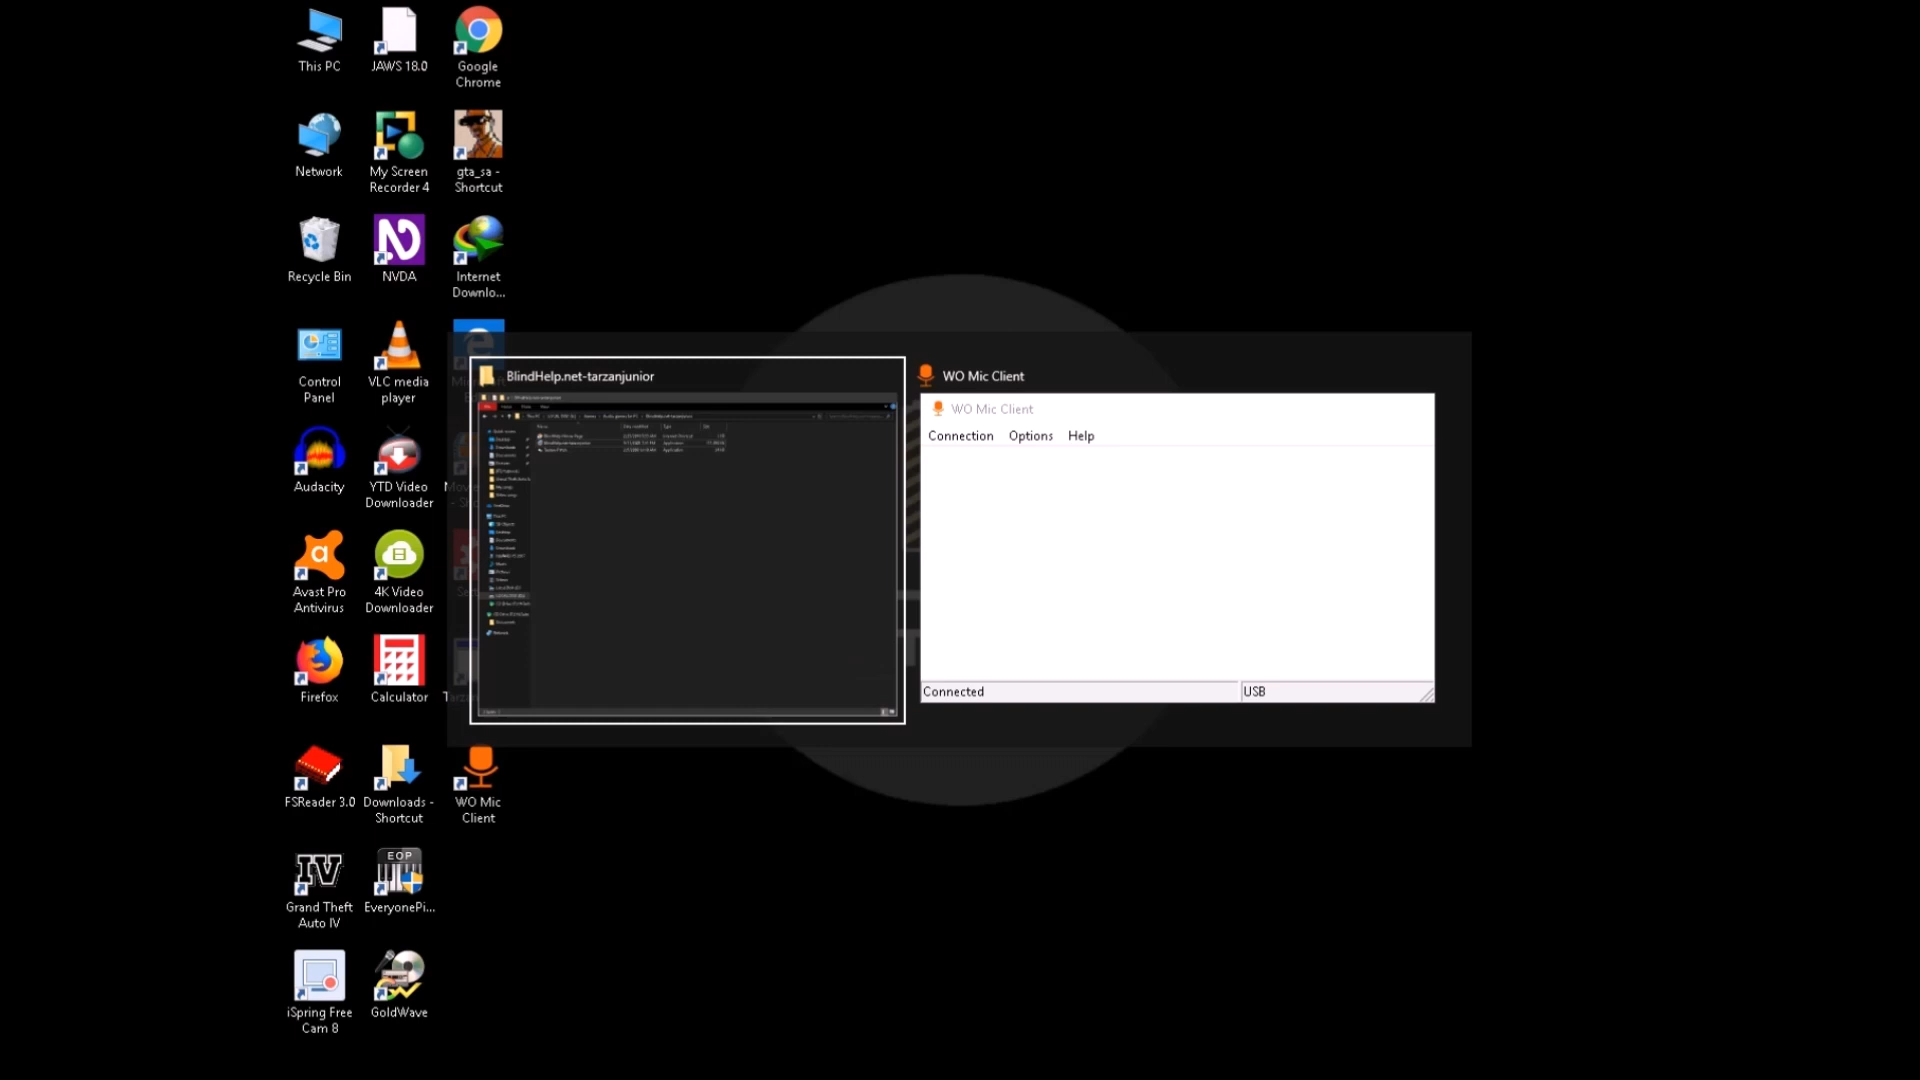 This PC
JAWS 18.0
Google
Chrome
Network
My Screen
Recorder 4
gta_sa -
Shortcut
Recycle Bin
NVDA
Internet
Downlo...
Control
Panel
VLC media
player
BlindHelp.net-tarzanjunior
WO Mic Client
WO Mic Client
Connection Options Help
Audacity
YTD Video
Downloader
Avast Pro
Antivirus
4K Video
Downloader
Firefox
Calculator
Connected
USB
FSReader 3.0
Downloads -
Shortcut
WO Mic
Client
IV
Grand Theft
Auto IV
EOP
EveryonePi...
iSpring Free
Cam 8
GoldWave